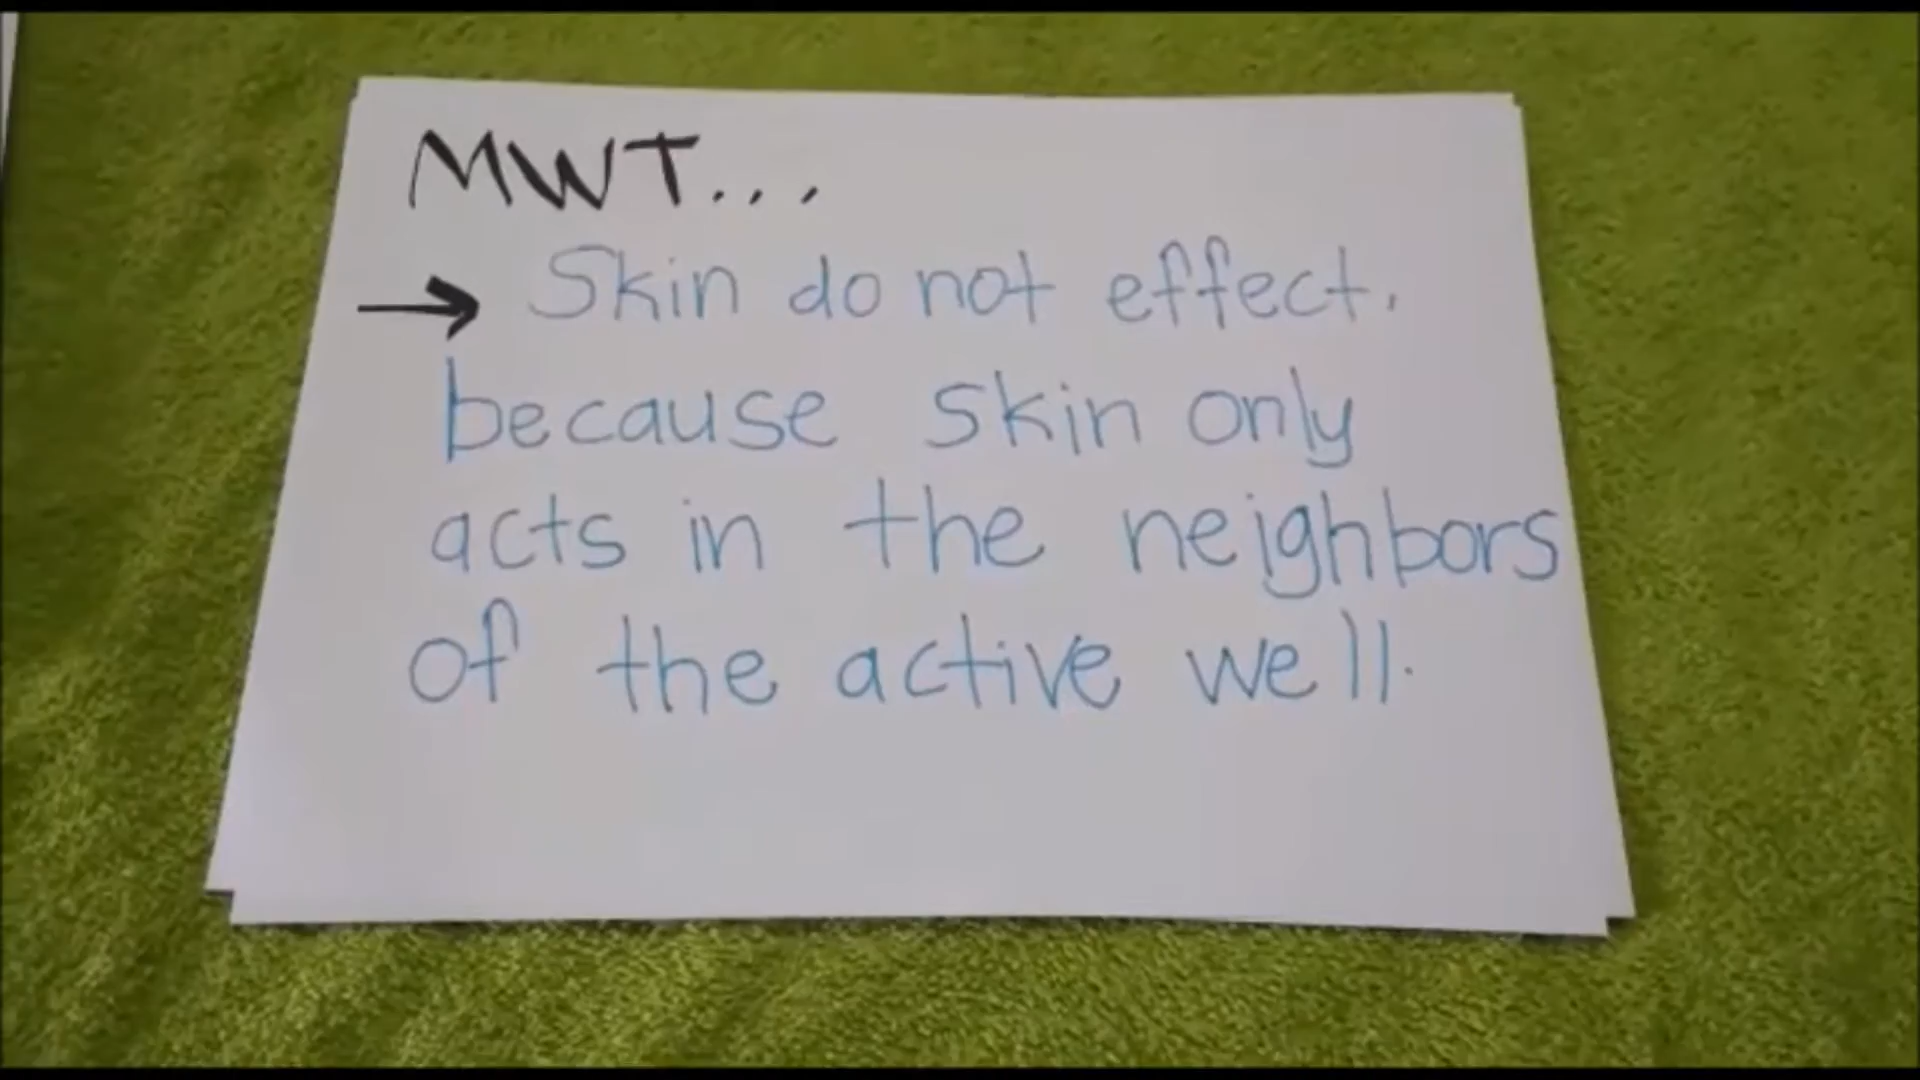 MWT...
→ Skin do not effect.
because skin only
acts in the neighbors
of the active well.